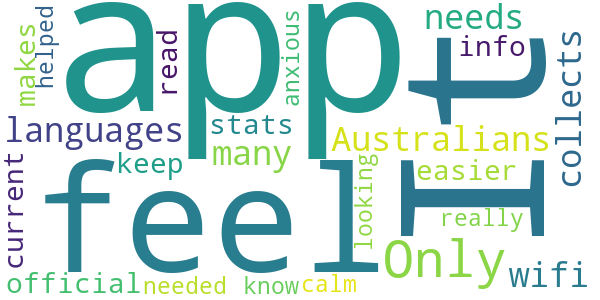 app
It
feel
needs
info
helped
makes
read
anxious
collects
languages
stats
Australians
many
keep
easier
current
looking
really
Only
wifi
official
needed
know
calm